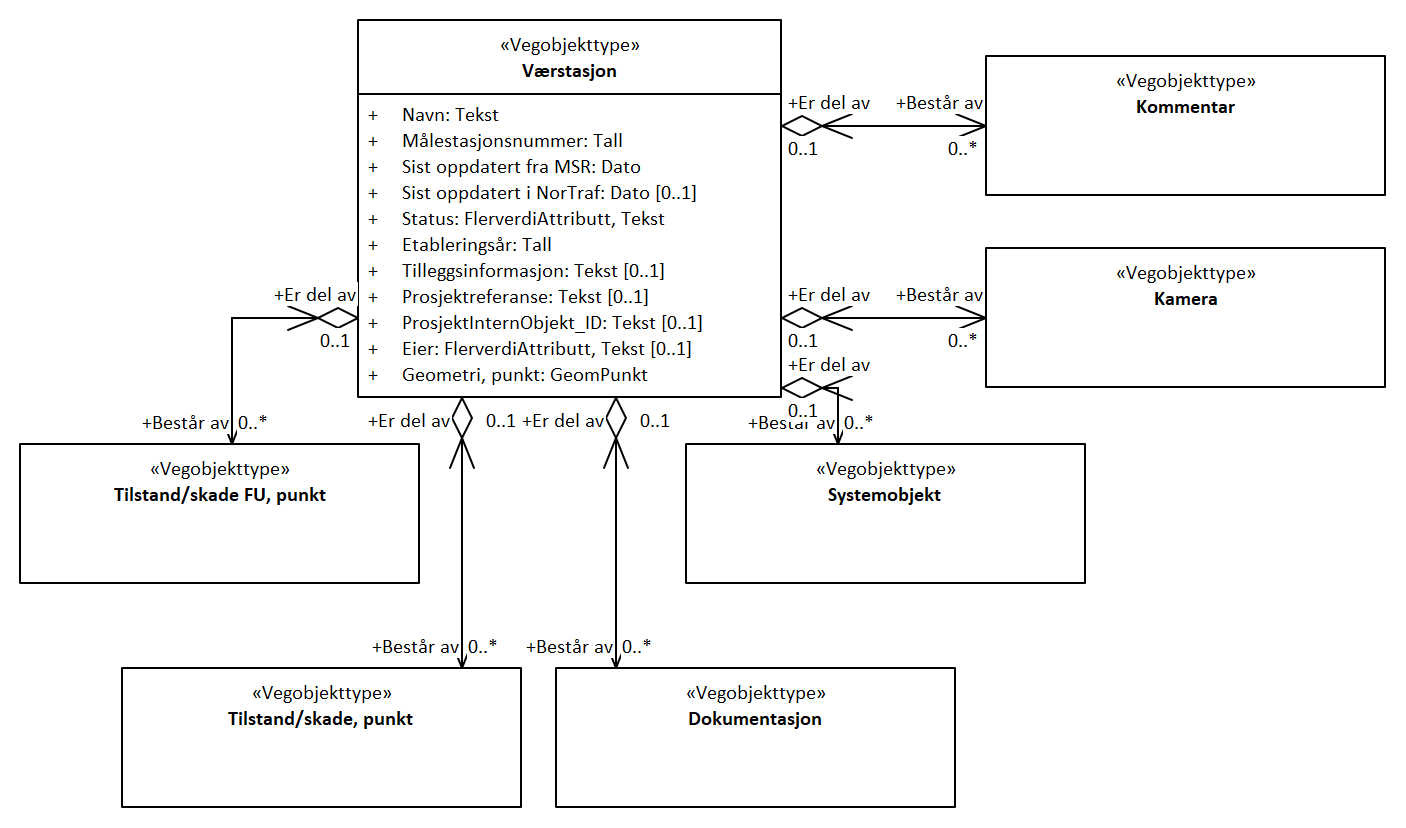 «Vegobjekttype»
Værstasjon
+ Navn: Tekst
+ Målestasjonsnummer: Tall
+ Sist oppdatert fra MSR: Dato
+ Sist oppdatert i NorTraf: Dato [0..1]
+ Status: FlerverdiAttributt, Tekst
+ Etableringsår: Tall
+ Tilleggsinformasjon: Tekst [0..1]
+ Prosjektreferanse: Tekst [0..1]
+ ProsjektInternObjekt_ID: Tekst [0..1]
+ Eier: FlerverdiAttributt, Tekst [0..1]
+ Geometri, punkt: GeomPunkt
+Er del av +Består av
0..1 0..*
«Vegobjekttype»
Kommentar
+Er del av +Består av
0..1 0..*
«Vegobjekttype»
Kamera
+Er del av
0..1
+Består av 0..*
«Vegobjekttype»
Systemobjekt
+Er del av
0..1
+Består av 0..*
«Vegobjekttype»
Tilstand/skade FU, punkt
+Er del av 0..1
+Består av 0..*
«Vegobjekttype»
Tilstand/skade, punkt
+Er del av 0..1
+Består av 0..*
«Vegobjekttype»
Dokumentasjon